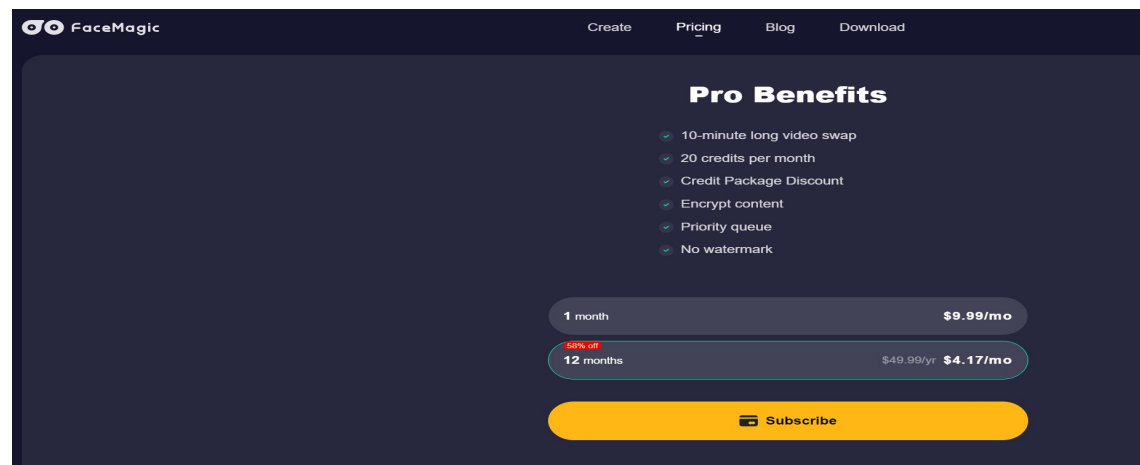 FaceMagic Create Pricing Blog Download
Pro Benefits
10-minute long video swap
20 credits per month
Credit Package Discount
Encrypt content
Priority queue
No watermark
1 month $9.99/mo
58% off
12 months $49.99/yr $4.17/mo
Subscribe